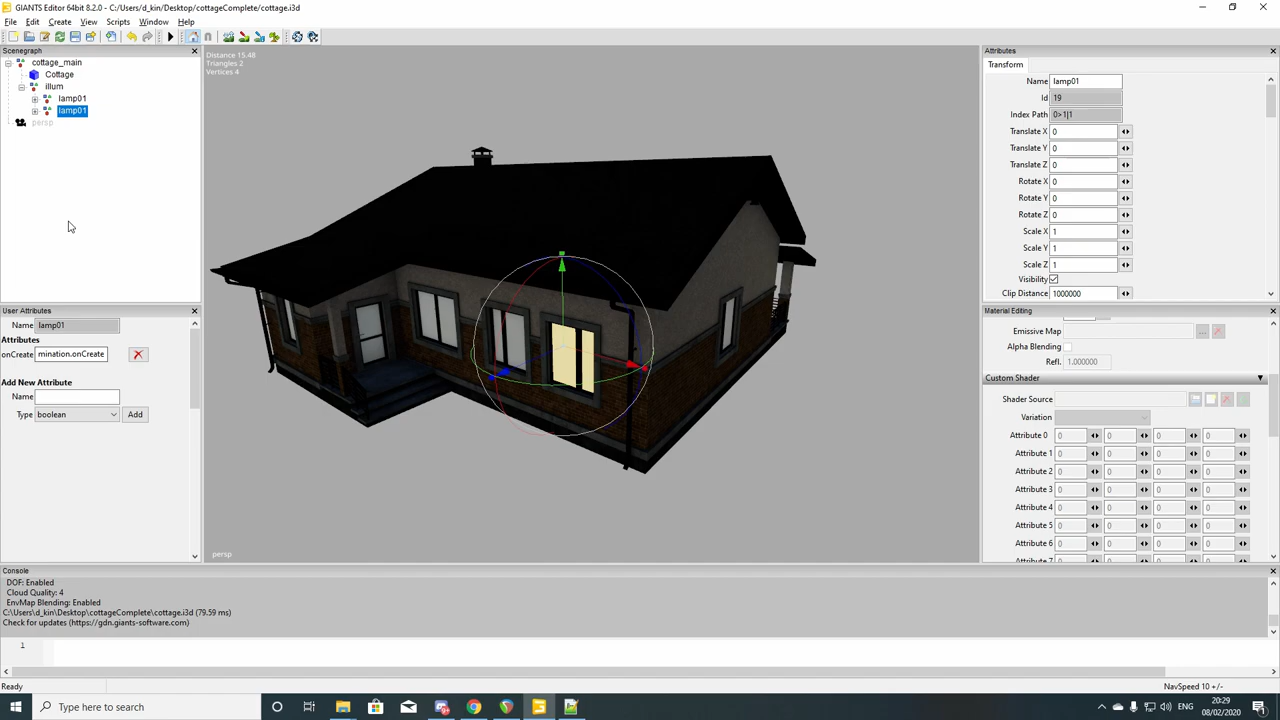 GIANTS Editor 64bit 8.2.0 - C:/Users/d_kin/Desktop/cottageComplete/cottage.i3d
File Edit Create View Scripts Window Help
Scenegraph
cottage_main
Cottage
illum
lamp01
lamp01
persp
Distance 15.48
Triangles 2
Vertices 4
persp
Attributes
Transform
Name lamp01
Id 19
Index Path 0>1|1
Translate X 0
Translate Y 0
Translate Z 0
Rotate X 0
Rotate Y 0
Rotate Z 0
Scale X 1
Scale Y 1
Scale Z 1
Visibility
Clip Distance 1000000
User Attributes
Name lamp01
Attributes
onCreate mination.onCreate
Add New Attribute
Name
Type boolean Add
Material Editing
Emissive Map ...
Alpha Blending
Refl. 1.000000
Custom Shader
Shader Source
Variation
Attribute 0 0 0 0 0
Attribute 1 0 0 0 0
Attribute 2 0 0 0 0
Attribute 3 0 0 0 0
Attribute 4 0 0 0 0
Attribute 5 0 0 0 0
Attribute 6 0 0 0 0
Attribute 7 0 0 0 0
Console
DOF: Enabled
Cloud Quality: 4
EnvMap Blending: Enabled
C:\Users\d_kin\Desktop\cottageComplete\cottage.i3d (79.59 ms)
Check for updates (https://gdn.giants-software.com)
1
Ready
NavSpeed 10 +/-
Type here to search
ENG
20:29
08/02/2020